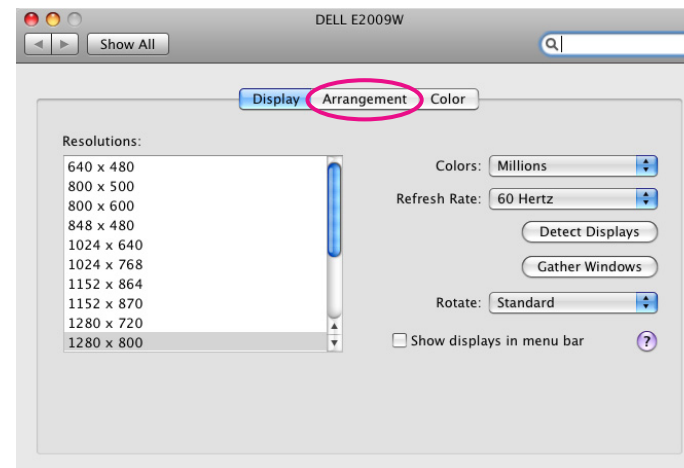 DELL E2009W
Show All
Display Arrangement Color
Resolutions:
640 x 480
800 x 500
800 x 600
848 x 480
1024 x 640
1024 x 768
1152 x 864
1152 x 870
1280 x 720
1280 x 800
Colors: Millions
Refresh Rate: 60 Hertz
Detect Displays
Gather Windows
Rotate: Standard
Show displays in menu bar ?